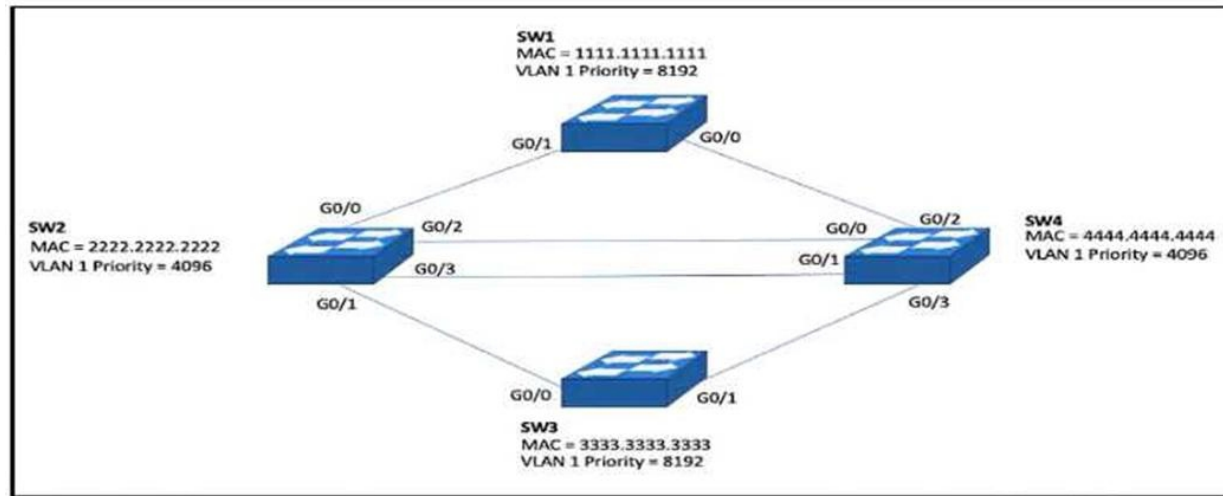 SW1
MAC = 1111.1111.1111
VLAN 1 Priority = 8192
G0/1
G0/0
G0/0
G0/2
SW2
MAC = 2222.2222.2222
VLAN 1 Priority = 4096
G0/2
G0/0
SW4
MAC = 4444.4444.4444
VLAN 1 Priority = 4096
G0/3
G0/1
G0/1
G0/3
G0/0
G0/1
SW3
MAC = 3333.3333.3333
VLAN 1 Priority = 8192